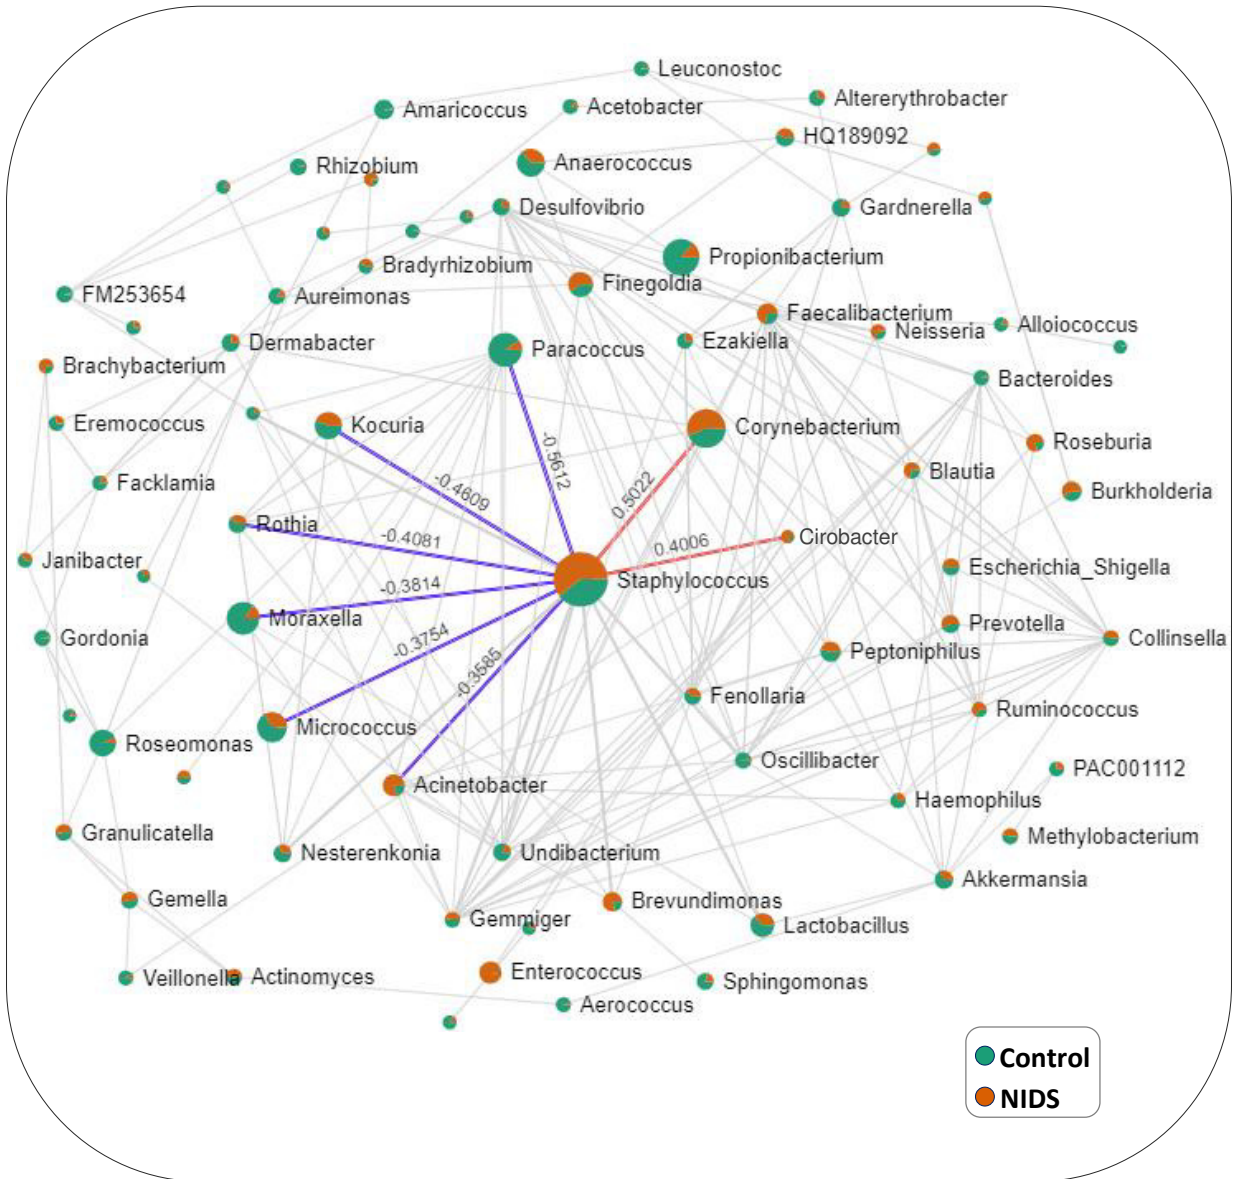 Leuconostoc
Amaricoccus
Acetobacter
Altererythrobacter
HQ189092
Rhizobium
Anaerococcus
Desulfovibrio
Gardnerella
Propionibacterium
Bradyrhizobium
Finegoldia
FM253654
Aureimonas
Faecalibacterium
Neisseria
Alloiococcus
Dermabacter
Paracoccus
Ezakiella
Brachybacterium
Bacteroides
Eremococcus
Kocuria
Corynebacterium
Roseburia
-0.5612
Blautia
Facklamia
-0.4609
0.5022
Burkholderia
Rothia
-0.4081
0.4006
Cirobacter
Janibacter
Staphylococcus
Escherichia_Shigella
-0.3814
Moraxella
Prevotella
Gordonia
-0.3754
Peptoniphilus
Collinsella
-0.3585
Fenollaria
Ruminococcus
Micrococcus
Roseomonas
Oscillibacter
PAC001112
Acinetobacter
Haemophilus
Granulicatella
Methylobacterium
Nesterenkonia
Undibacterium
Akkermansia
Gemella
Brevundimonas
Gemmiger
Lactobacillus
Veillonella
Actinomyces
Enterococcus
Sphingomonas
Aerococcus
Control
NIDS